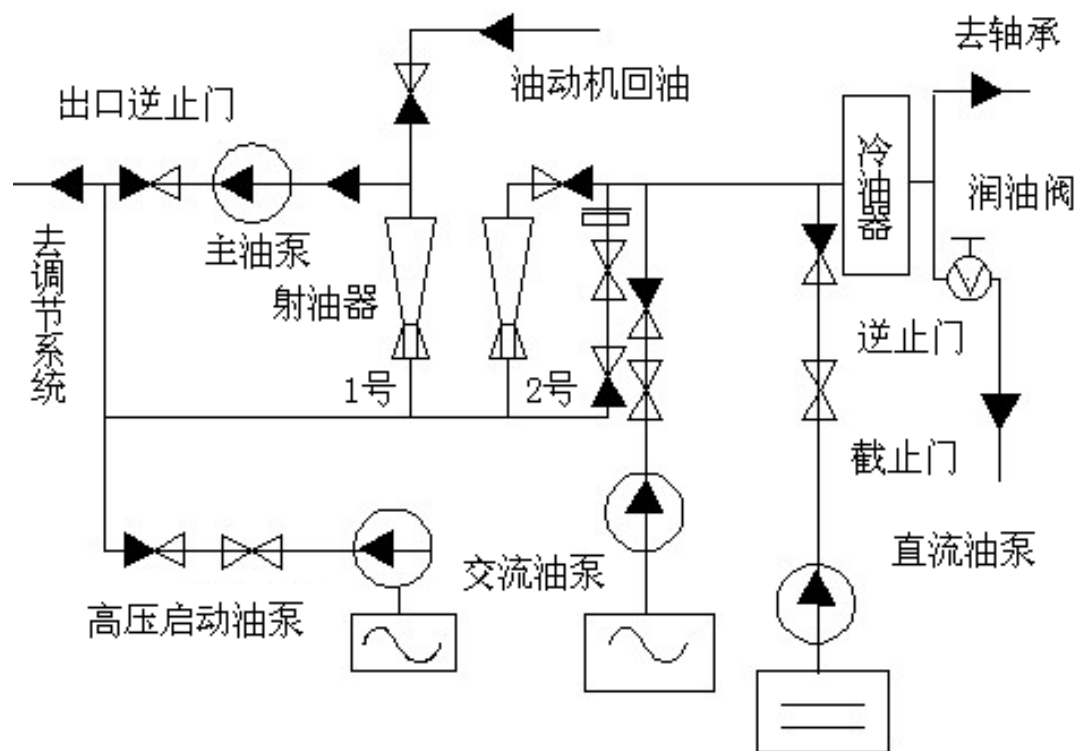 去轴承
油动机回油
出口逆止门
冷油器
润油阀
主油泵
去调节系统
射油器
逆止门
1号
2号
截止门
直流油泵
交流油泵
高压启动油泵